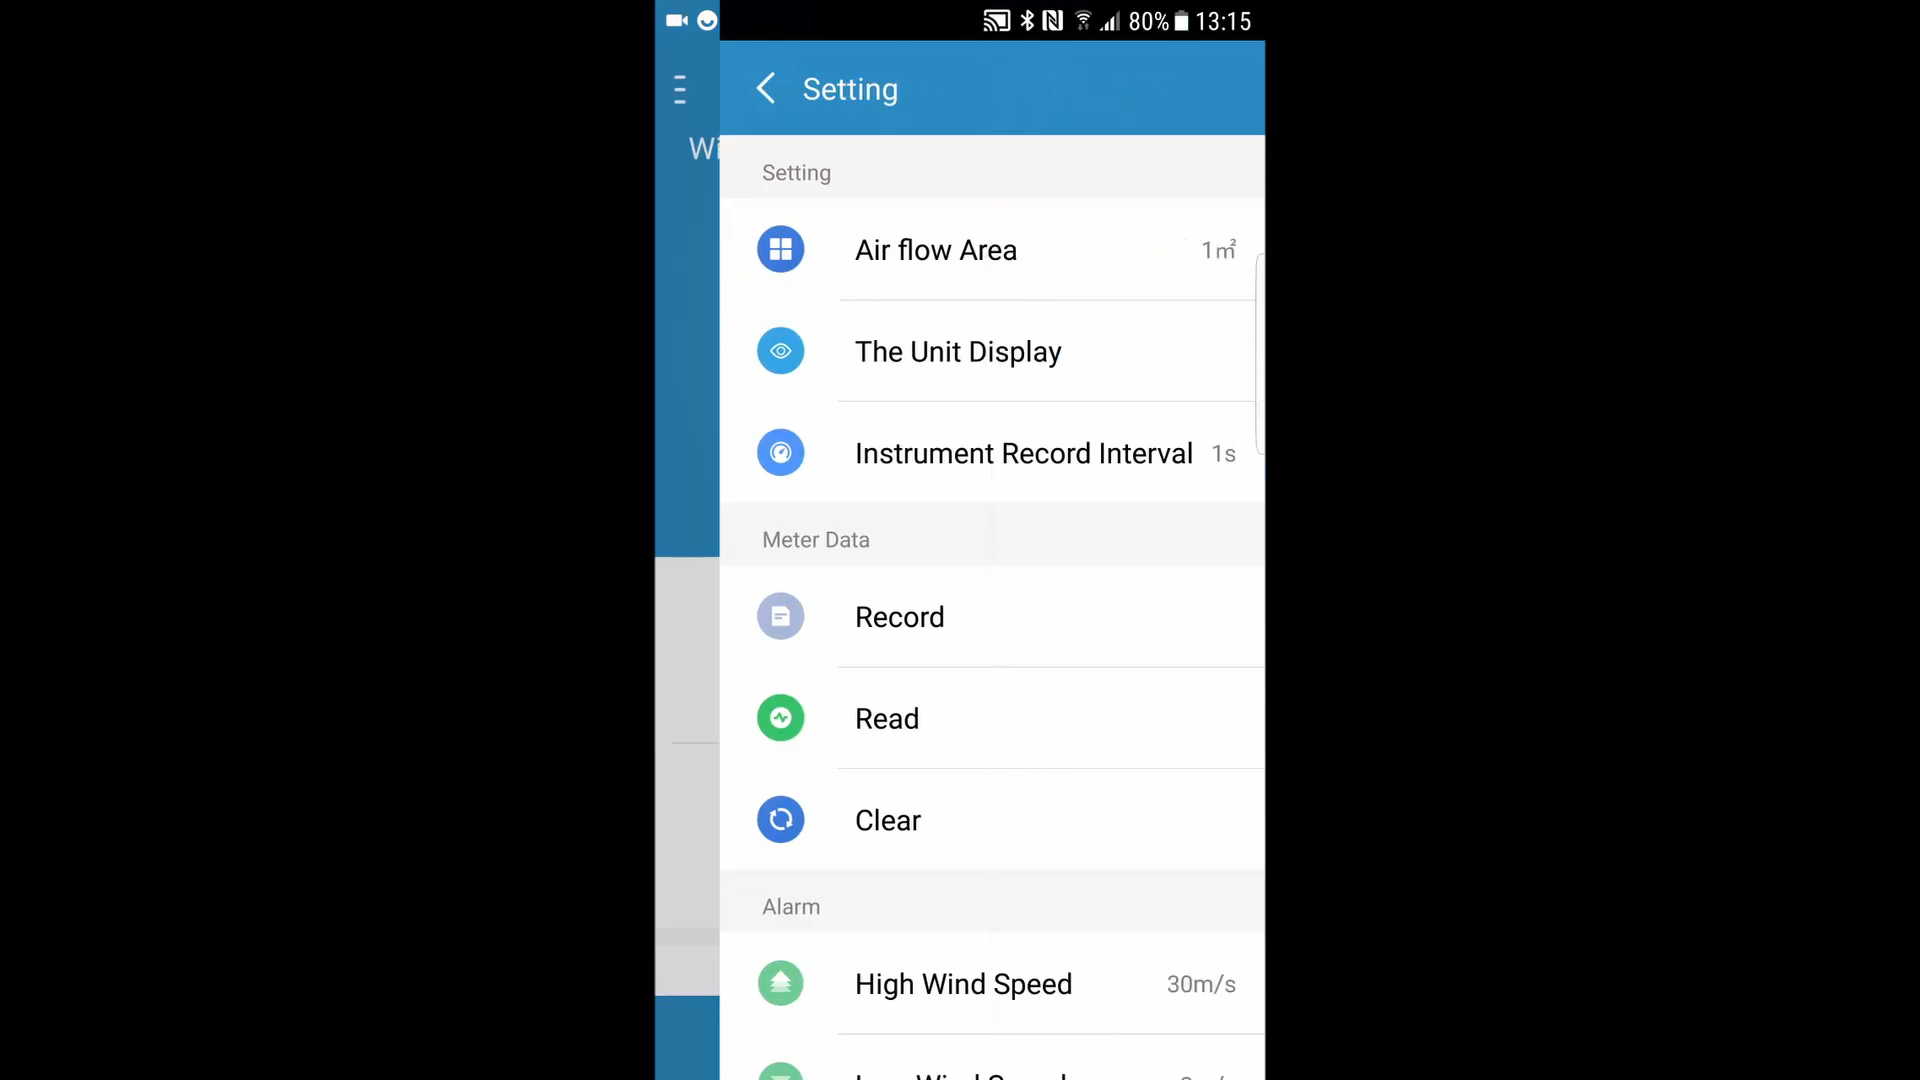 80% 13:15
Setting
Wi
Setting
Air flow Area 1㎡
The Unit Display
Instrument Record Interval 1s
Meter Data
Record
Read
Clear
Alarm
High Wind Speed 30m/s